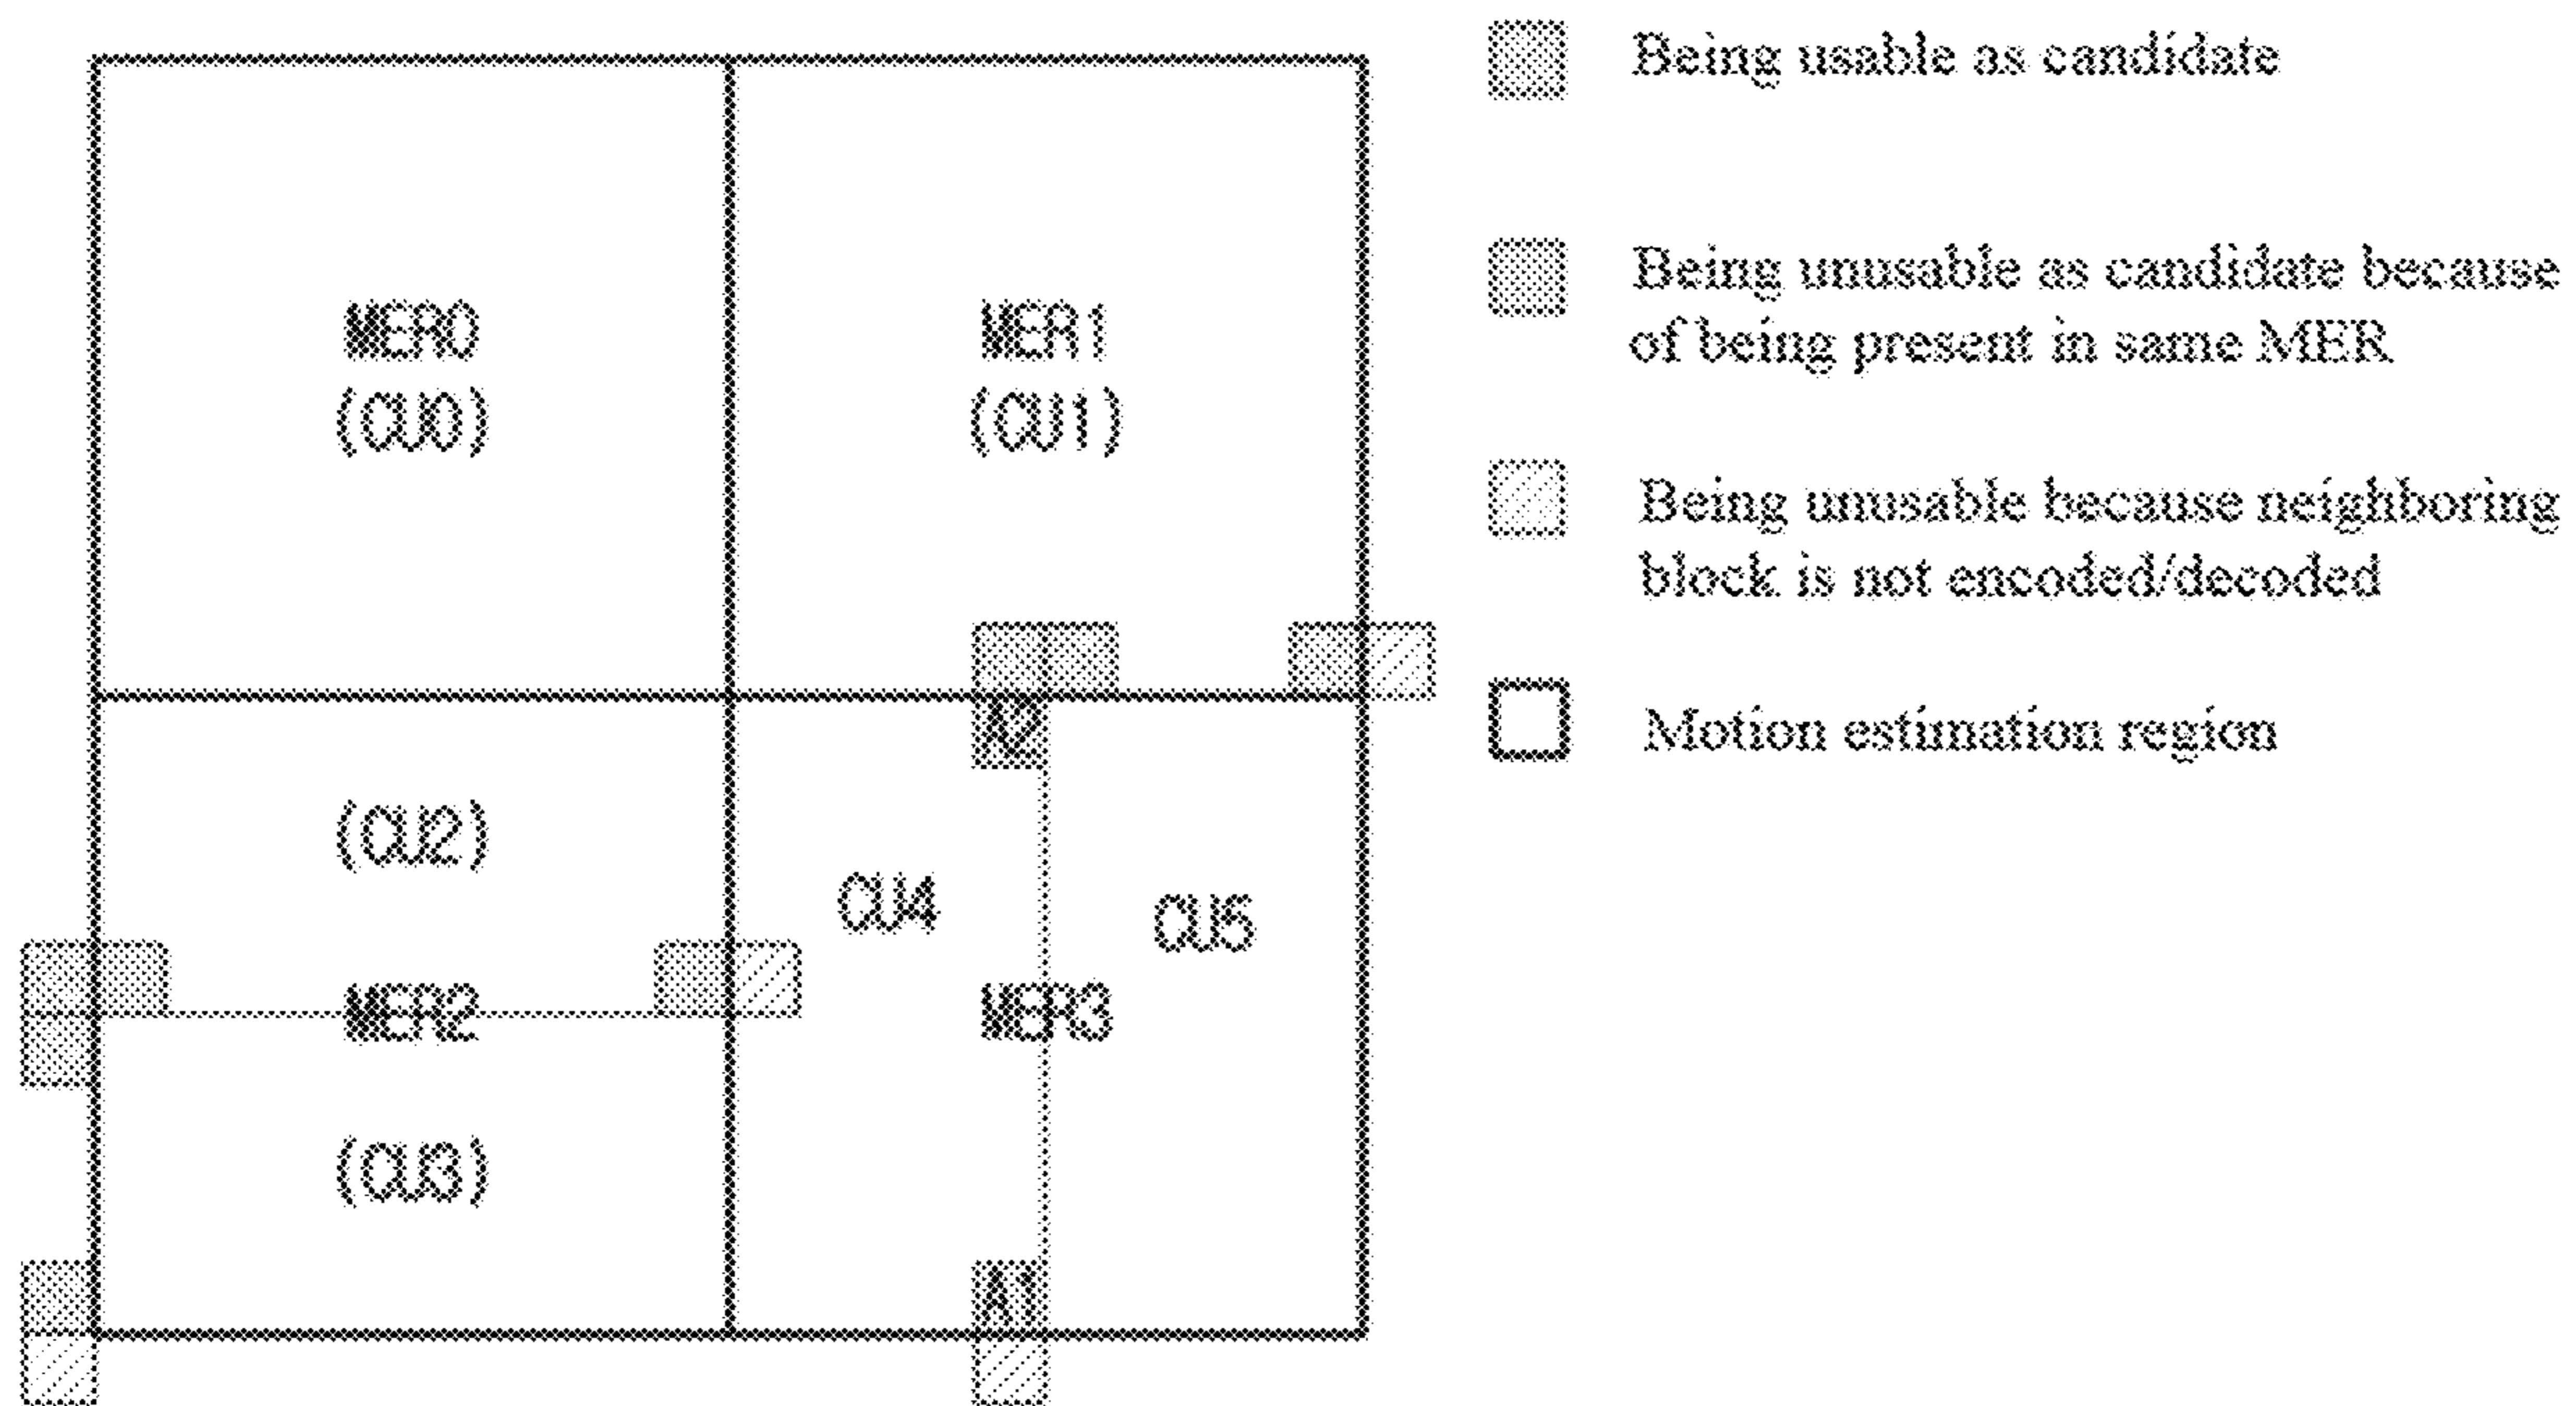 MER0
(CU0)
MER1
(CU1)
A2
(CU2)
CU4
CU5
MER2
MER3
(CU3)
A1
Being usable as candidate
Being unusable as candidate because
of being present in same MER
Being unusable because neighboring
block is not encoded/decoded
Motion estimation region